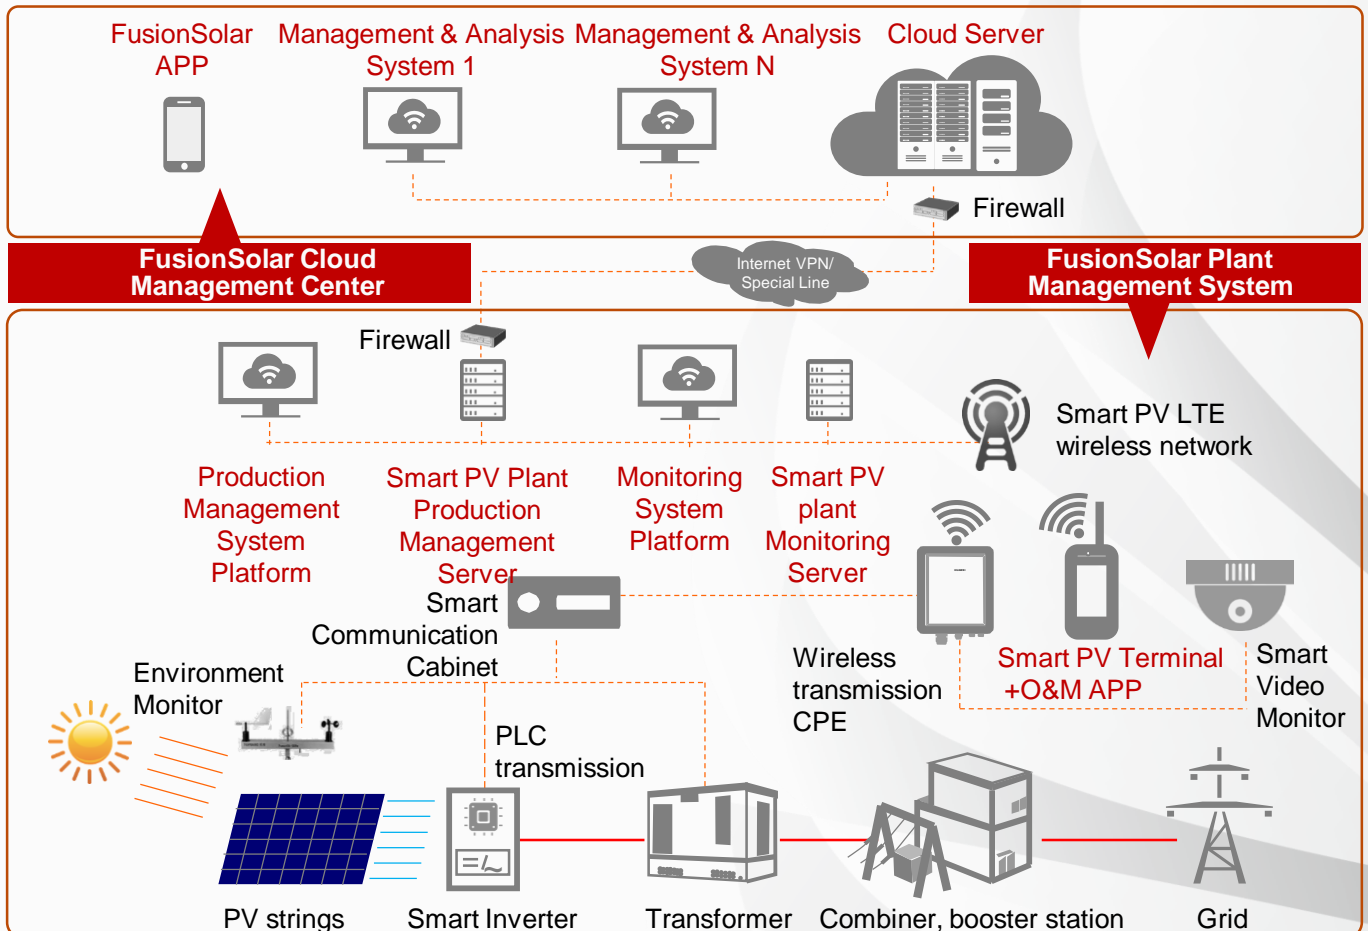 FusionSolar
APP
Management & Analysis
System 1
Management & Analysis
System N
Cloud Server
Firewall
FusionSolar Cloud
Management Center
Internet VPN/
Special Line
FusionSolar Plant
Management System
Firewall
Smart PV LTE
wireless network
Production
Management
System
Platform
Smart PV Plant
Production
Management
Server
Monitoring
System
Platform
Smart PV
plant
Monitoring
Server
Smart
Communication
Cabinet
Wireless
transmission
CPE
Smart PV Terminal
+O&M APP
Smart
Video
Monitor
Environment
Monitor
PLC
transmission
PV strings
Smart Inverter
Transformer
Combiner, booster station
Grid